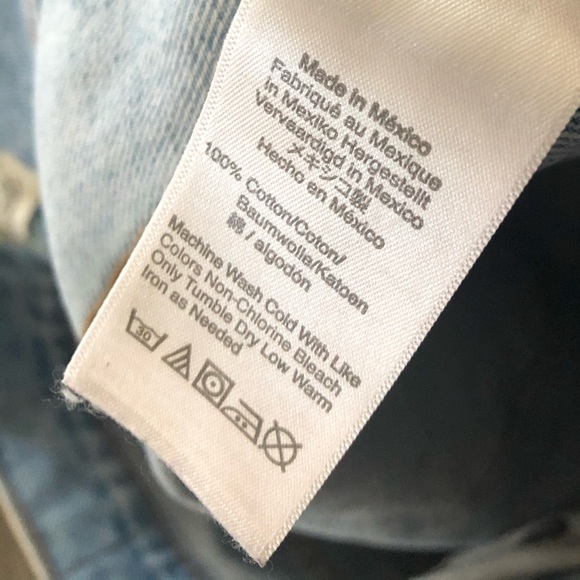 Made in México
Fabriqué au Mexique
in Mexiko Hergestellt
Verveardigd in Mexico
メキシコ製
Hecho en México
100% Cotton/Coton/
Baumwolle/Katoen
綿 / algodón
Machine Wash Cold With Like
Colors Non-Chlorine Bleach
Only Tumble Dry Low Warm
Iron as Needed
30